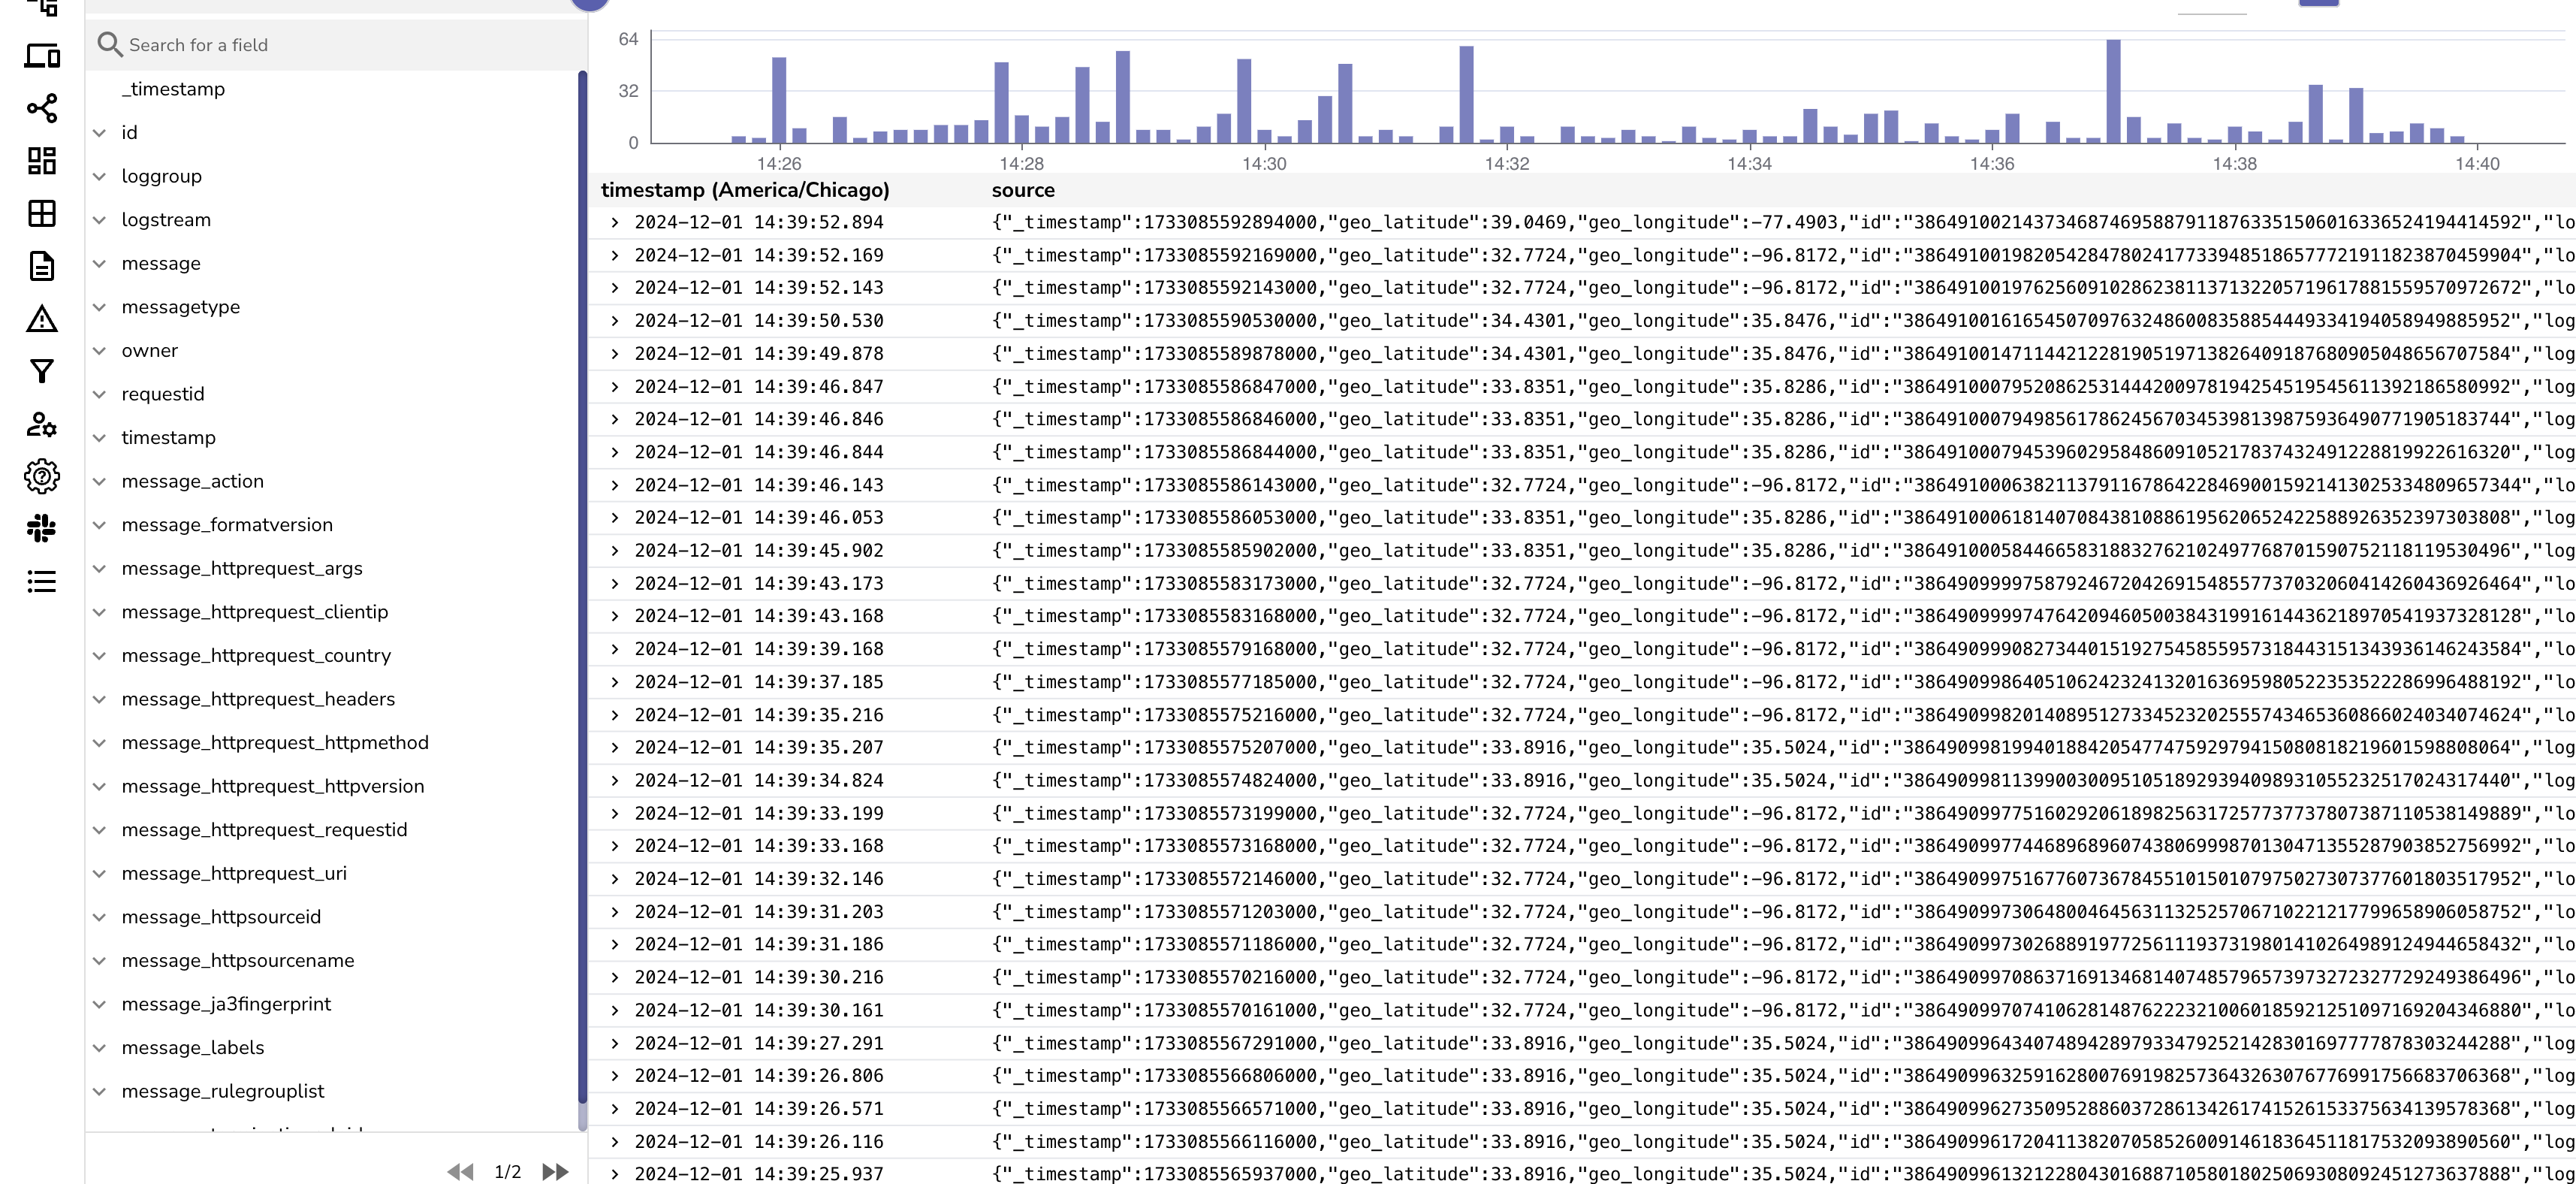 Search for a field
_timestamp
id
loggroup
logstream
message
messagetype
owner
requestid
timestamp
message_action
message_formatversion
message_httprequest_args
message_httprequest_clientip
message_httprequest_country
message_httprequest_headers
message_httprequest_httpmethod
message_httprequest_httpversion
message_httprequest_requestid
message_httprequest_uri
message_httpsourceid
message_httpsourcename
message_ja3fingerprint
message_labels
message_rulegrouplist
1/2
64
32
0
14:26 14:28 14:30 14:32 14:34 14:36 14:38 14:40
timestamp (America/Chicago) source
2024-12-01 14:39:52.894 {"_timestamp":1733085592894000,"geo_latitude":39.0469,"geo_longitude":-77.4903,"id":"38649100214373468746958879118763351506016336524194414592","lo
2024-12-01 14:39:52.169 {"_timestamp":1733085592169000,"geo_latitude":32.7724,"geo_longitude":-96.8172,"id":"38649100198205428478024177339485186577721911823870459904","lo
2024-12-01 14:39:52.143 {"_timestamp":1733085592143000,"geo_latitude":32.7724,"geo_longitude":-96.8172,"id":"38649100197625609102862381137132205719617881559570972672","lo
2024-12-01 14:39:50.530 {"_timestamp":1733085590530000,"geo_latitude":34.4301,"geo_longitude":35.8476,"id":"38649100161654507097632486008358854449334194058949885952","log
2024-12-01 14:39:49.878 {"_timestamp":1733085589878000,"geo_latitude":34.4301,"geo_longitude":35.8476,"id":"38649100147114421228190519713826409187680905048656707584","log
2024-12-01 14:39:46.847 {"_timestamp":1733085586847000,"geo_latitude":33.8351,"geo_longitude":35.8286,"id":"38649100079520862531444200978194254519545611392186580992","log
2024-12-01 14:39:46.846 {"_timestamp":1733085586846000,"geo_latitude":33.8351,"geo_longitude":35.8286,"id":"38649100079498561786245670345398139875936490771905183744","log
2024-12-01 14:39:46.844 {"_timestamp":1733085586844000,"geo_latitude":33.8351,"geo_longitude":35.8286,"id":"38649100079453960295848609105217837432491228819922616320","log
2024-12-01 14:39:46.143 {"_timestamp":1733085586143000,"geo_latitude":32.7724,"geo_longitude":-96.8172,"id":"38649100063821137911678642284690015921413025334809657344","lo
2024-12-01 14:39:46.053 {"_timestamp":1733085586053000,"geo_latitude":33.8351,"geo_longitude":35.8286,"id":"38649100061814070843810886195620652422588926352397303808","log
2024-12-01 14:39:45.902 {"_timestamp":1733085585902000,"geo_latitude":33.8351,"geo_longitude":35.8286,"id":"38649100058446658318832762102497768701590752118119530496","log
2024-12-01 14:39:43.173 {"_timestamp":1733085583173000,"geo_latitude":32.7724,"geo_longitude":-96.8172,"id":"38649099997587924672042691548557737032060414260436926464","lo
2024-12-01 14:39:43.168 {"_timestamp":1733085583168000,"geo_latitude":32.7724,"geo_longitude":-96.8172,"id":"38649099997476420946050038431991614436218970541937328128","lo
2024-12-01 14:39:39.168 {"_timestamp":1733085579168000,"geo_latitude":32.7724,"geo_longitude":-96.8172,"id":"38649099908273440151927545855957318443151343936146243584","lo
2024-12-01 14:39:37.185 {"_timestamp":1733085577185000,"geo_latitude":32.7724,"geo_longitude":-96.8172,"id":"38649099864051062423241320163695980522353522286996488192","lo
2024-12-01 14:39:35.216 {"_timestamp":1733085575216000,"geo_latitude":32.7724,"geo_longitude":-96.8172,"id":"38649099820140895127334523202555743465360866024034074624","lo
2024-12-01 14:39:35.207 {"_timestamp":1733085575207000,"geo_latitude":33.8916,"geo_longitude":35.5024,"id":"38649099819940188420547747592979415080818219601598808064","log
2024-12-01 14:39:34.824 {"_timestamp":1733085574824000,"geo_latitude":33.8916,"geo_longitude":35.5024,"id":"38649099811399003009510518929394098931055232517024317440","log
2024-12-01 14:39:33.199 {"_timestamp":1733085573199000,"geo_latitude":32.7724,"geo_longitude":-96.8172,"id":"38649099775160292061898256317257737737807387110538149889","lo
2024-12-01 14:39:33.168 {"_timestamp":1733085573168000,"geo_latitude":32.7724,"geo_longitude":-96.8172,"id":"38649099774468968960743806999870130471355287903852756992","lo
2024-12-01 14:39:32.146 {"_timestamp":1733085572146000,"geo_latitude":32.7724,"geo_longitude":-96.8172,"id":"38649099751677607367845510150107975027307377601803517952","lo
2024-12-01 14:39:31.203 {"_timestamp":1733085571203000,"geo_latitude":32.7724,"geo_longitude":-96.8172,"id":"38649099730648004645631132525706710221217799658906058752","lo
2024-12-01 14:39:31.186 {"_timestamp":1733085571186000,"geo_latitude":32.7724,"geo_longitude":-96.8172,"id":"38649099730268891977256111937319801410264989124944658432","lo
2024-12-01 14:39:30.216 {"_timestamp":1733085570216000,"geo_latitude":32.7724,"geo_longitude":-96.8172,"id":"38649099708637169134681407485796573973272327729249386496","lo
2024-12-01 14:39:30.161 {"_timestamp":1733085570161000,"geo_latitude":32.7724,"geo_longitude":-96.8172,"id":"38649099707410628148762223210060185921251097169204346880","lo
2024-12-01 14:39:27.291 {"_timestamp":1733085567291000,"geo_latitude":33.8916,"geo_longitude":35.5024,"id":"38649099643407489428979334792521428301697777878303244288","log
2024-12-01 14:39:26.806 {"_timestamp":1733085566806000,"geo_latitude":33.8916,"geo_longitude":35.5024,"id":"38649099632591628007691982573643263076776991756683706368","log
2024-12-01 14:39:26.571 {"_timestamp":1733085566571000,"geo_latitude":33.8916,"geo_longitude":35.5024,"id":"38649099627350952886037286134261741526153375634139578368","log
2024-12-01 14:39:26.116 {"_timestamp":1733085566116000,"geo_latitude":33.8916,"geo_longitude":35.5024,"id":"38649099617204113820705852600914618364511817532093890560","log
2024-12-01 14:39:25.937 {"_timestamp":1733085565937000,"geo_latitude":33.8916,"geo_longitude":35.5024,"id":"38649099613212280430168871058018025069308092451273637888","log